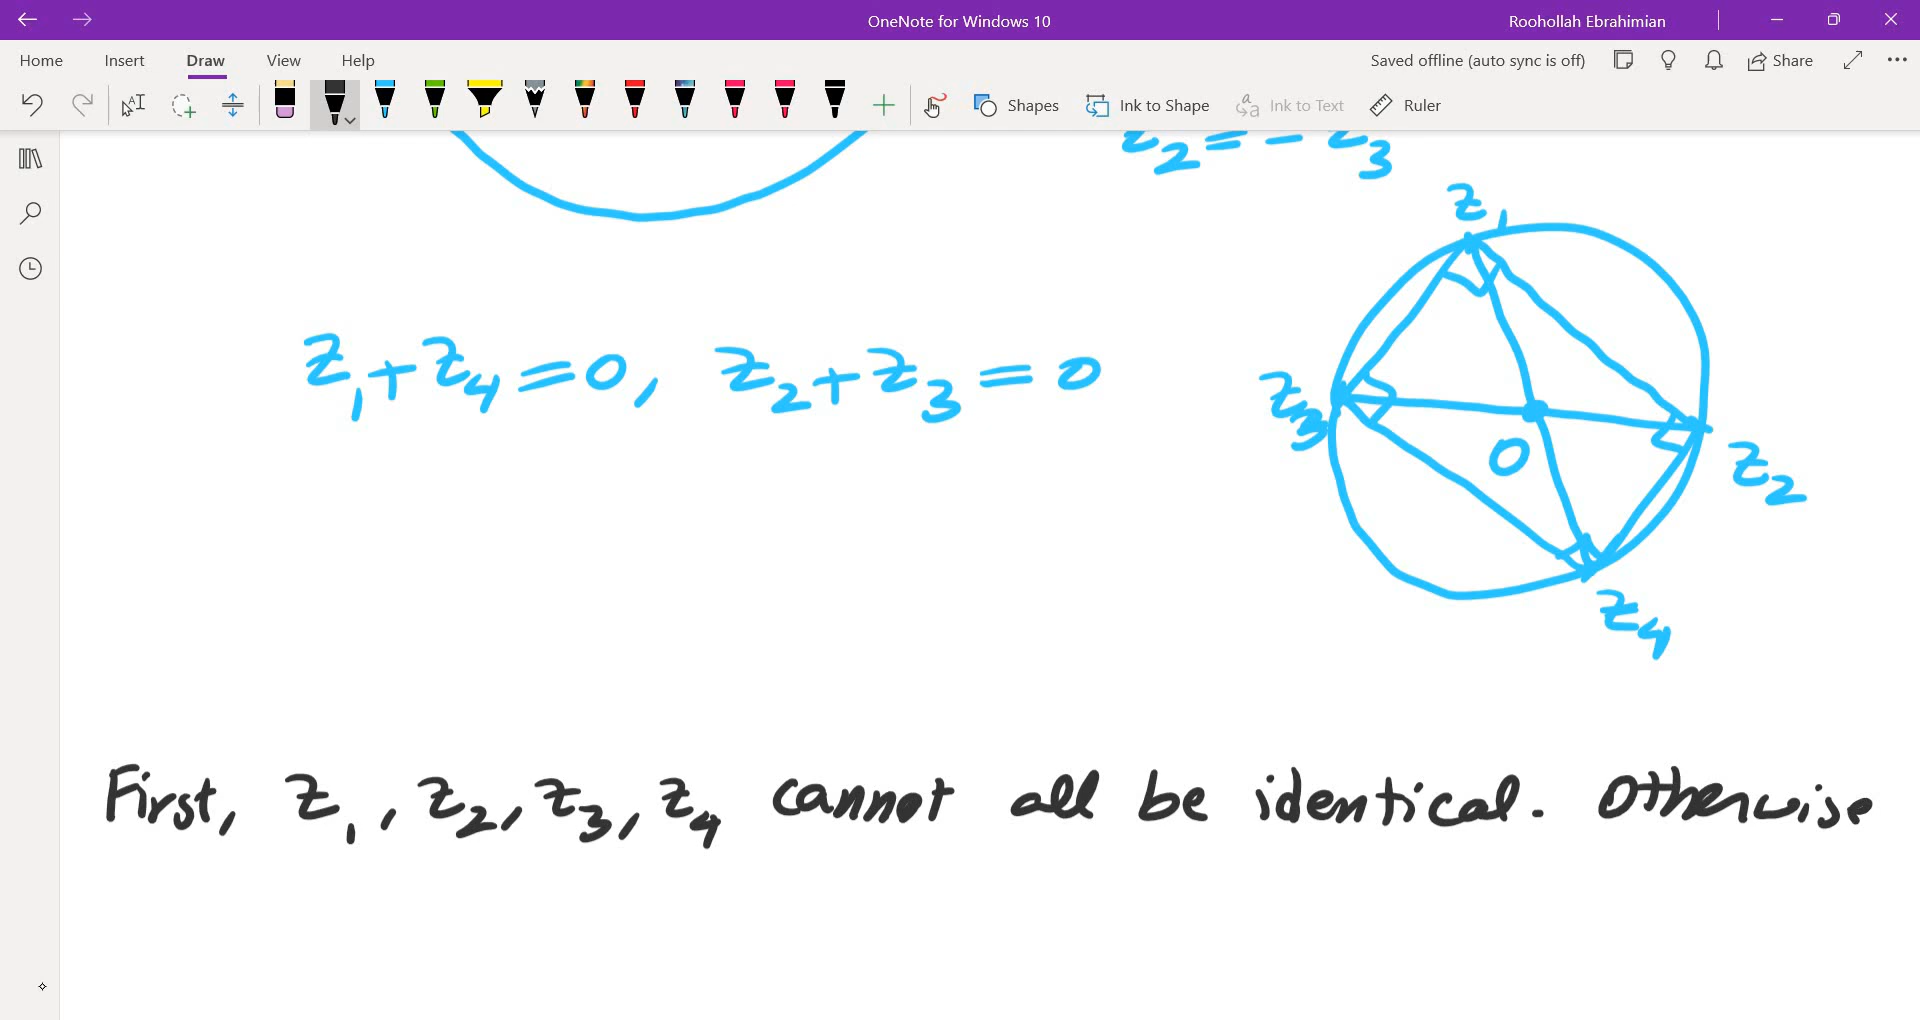 OneNote for Windows 10
Roohollah Ebrahimian
Home Insert Draw View Help
Saved offline (auto sync is off) Share
Shapes Ink to Shape Ink to Text Ruler
z₂ = - z₃
z₁
z₁ + z₄ = 0, z₂ + z₃ = 0
z₃
0
z₂
z₄
First, z₁, z₂, z₃, z₄ cannot all be identical. Otherwise